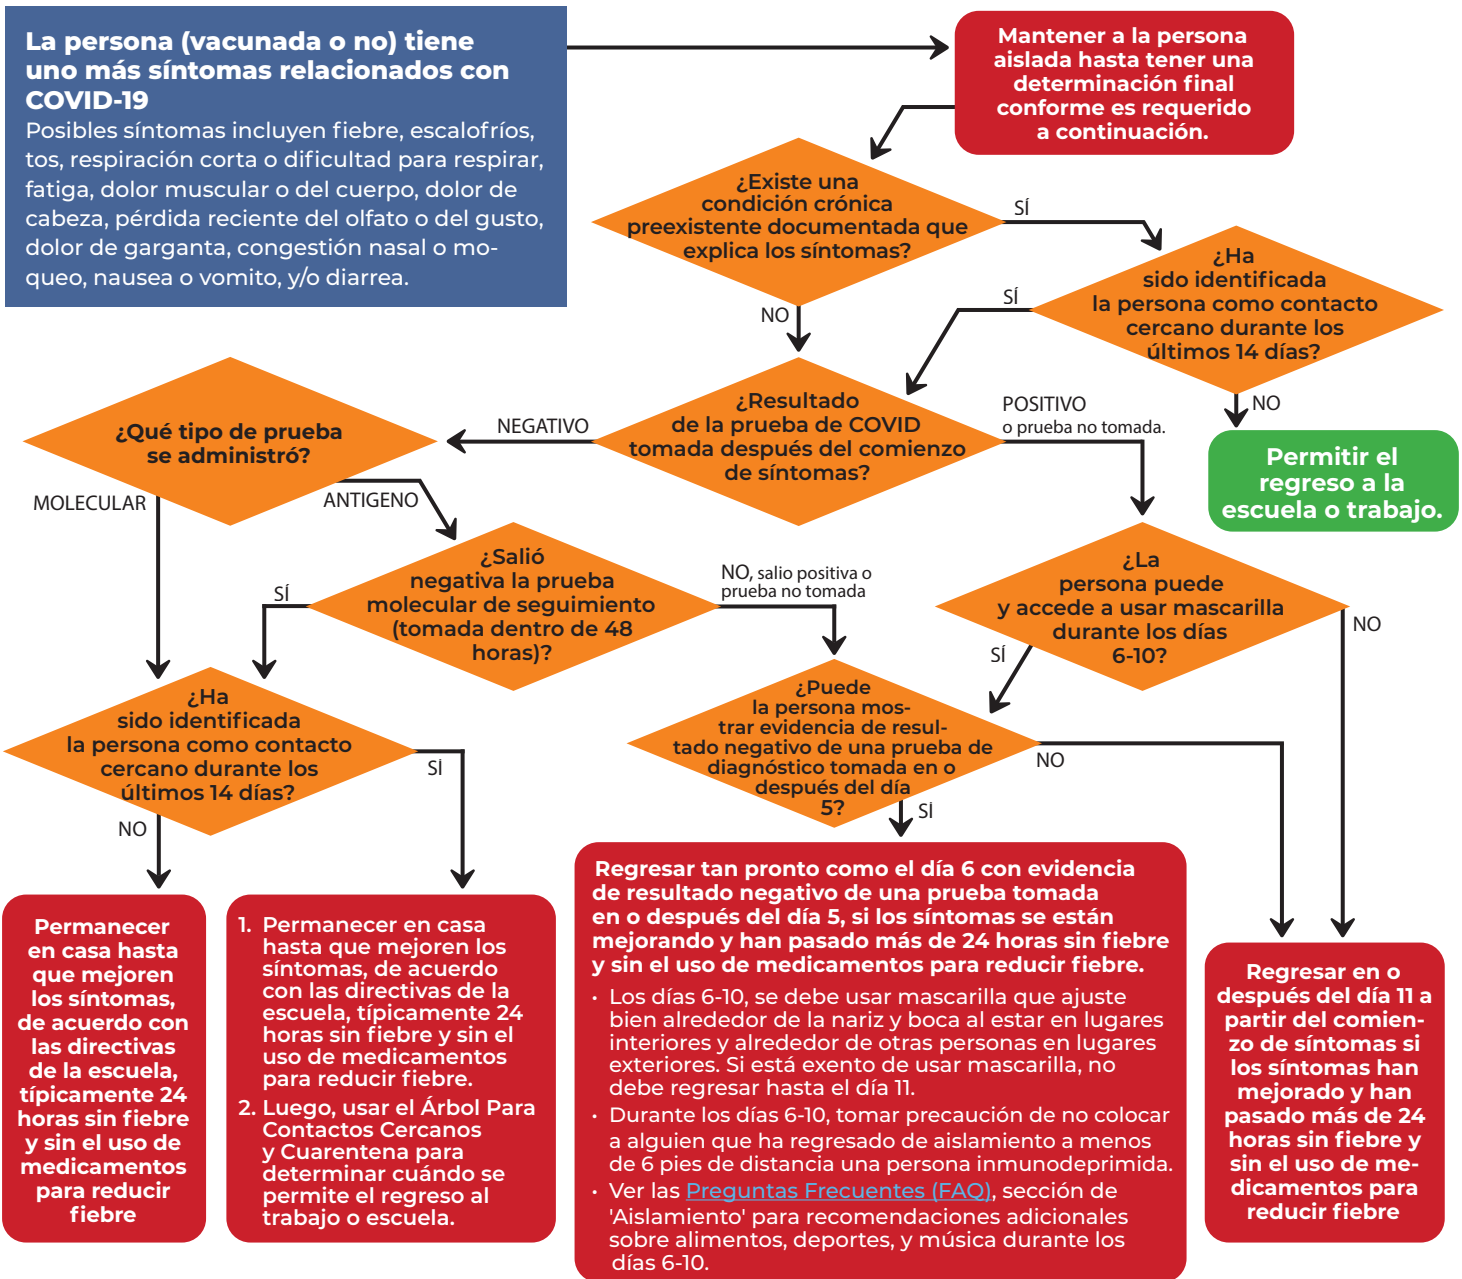 La persona (vacunada o no) tiene
uno más síntomas relacionados con
COVID-19
Posibles síntomas incluyen fiebre, escalofríos,
tos, respiración corta o dificultad para respirar,
fatiga, dolor muscular o del cuerpo, dolor de
cabeza, pérdida reciente del olfato o del gusto,
dolor de garganta, congestión nasal o mo-
queo, nausea o vomito, y/o diarrea.
Mantener a la persona
aislada hasta tener una
determinación final
conforme es requerido
a continuación.
¿Existe una
condición crónica
preexistente documentada que
explica los síntomas?
SÍ
NO
¿Ha
sido identificada
la persona como contacto
cercano durante los
últimos 14 días?
SÍ
NO
Permitir el
regreso a la
escuela o trabajo.
¿Resultado
de la prueba de COVID
tomada después del comienzo
de síntomas?
NEGATIVO
POSITIVO
o prueba no tomada.
¿Qué tipo de prueba
se administró?
MOLECULAR
ANTIGENO
¿Salió
negativa la prueba
molecular de seguimiento
(tomada dentro de 48
horas)?
SÍ
NO, salio positiva o
prueba no tomada
¿La
persona puede
y accede a usar mascarilla
durante los días
6-10?
SÍ
NO
¿Ha
sido identificada
la persona como contacto
cercano durante los
últimos 14 días?
SÍ
NO
¿Puede
la persona mos-
trar evidencia de resul-
tado negativo de una prueba de
diagnóstico tomada en o
después del día
5?
NO
SÍ
Permanecer
en casa hasta
que mejoren
los síntomas,
de acuerdo con
las directivas
de la escuela,
típicamente 24
horas sin fiebre
y sin el uso de
medicamentos
para reducir
fiebre
1. Permanecer en casa
hasta que mejoren los
síntomas, de acuerdo
con las directivas de la
escuela, típicamente 24
horas sin fiebre y sin el
uso de medicamentos
para reducir fiebre.
2. Luego, usar el Árbol Para
Contactos Cercanos
y Cuarentena para
determinar cuándo se
permite el regreso al
trabajo o escuela.
Regresar tan pronto como el día 6 con evidencia
de resultado negativo de una prueba tomada
en o después del día 5, si los síntomas se están
mejorando y han pasado más de 24 horas sin fiebre
y sin el uso de medicamentos para reducir fiebre.
• Los días 6-10, se debe usar mascarilla que ajuste
bien alrededor de la nariz y boca al estar en lugares
interiores y alrededor de otras personas en lugares
exteriores. Si está exento de usar mascarilla, no
debe regresar hasta el día 11.
• Durante los días 6-10, tomar precaución de no colocar
a alguien que ha regresado de aislamiento a menos
de 6 pies de distancia una persona inmunodeprimida.
• Ver las Preguntas Frecuentes (FAQ), sección de
'Aislamiento' para recomendaciones adicionales
sobre alimentos, deportes, y música durante los
días 6-10.
Regresar en o
después del día 11 a
partir del comien-
zo de síntomas si
los síntomas han
mejorado y han
pasado más de 24
horas sin fiebre y
sin el uso de me-
dicamentos para
reducir fiebre